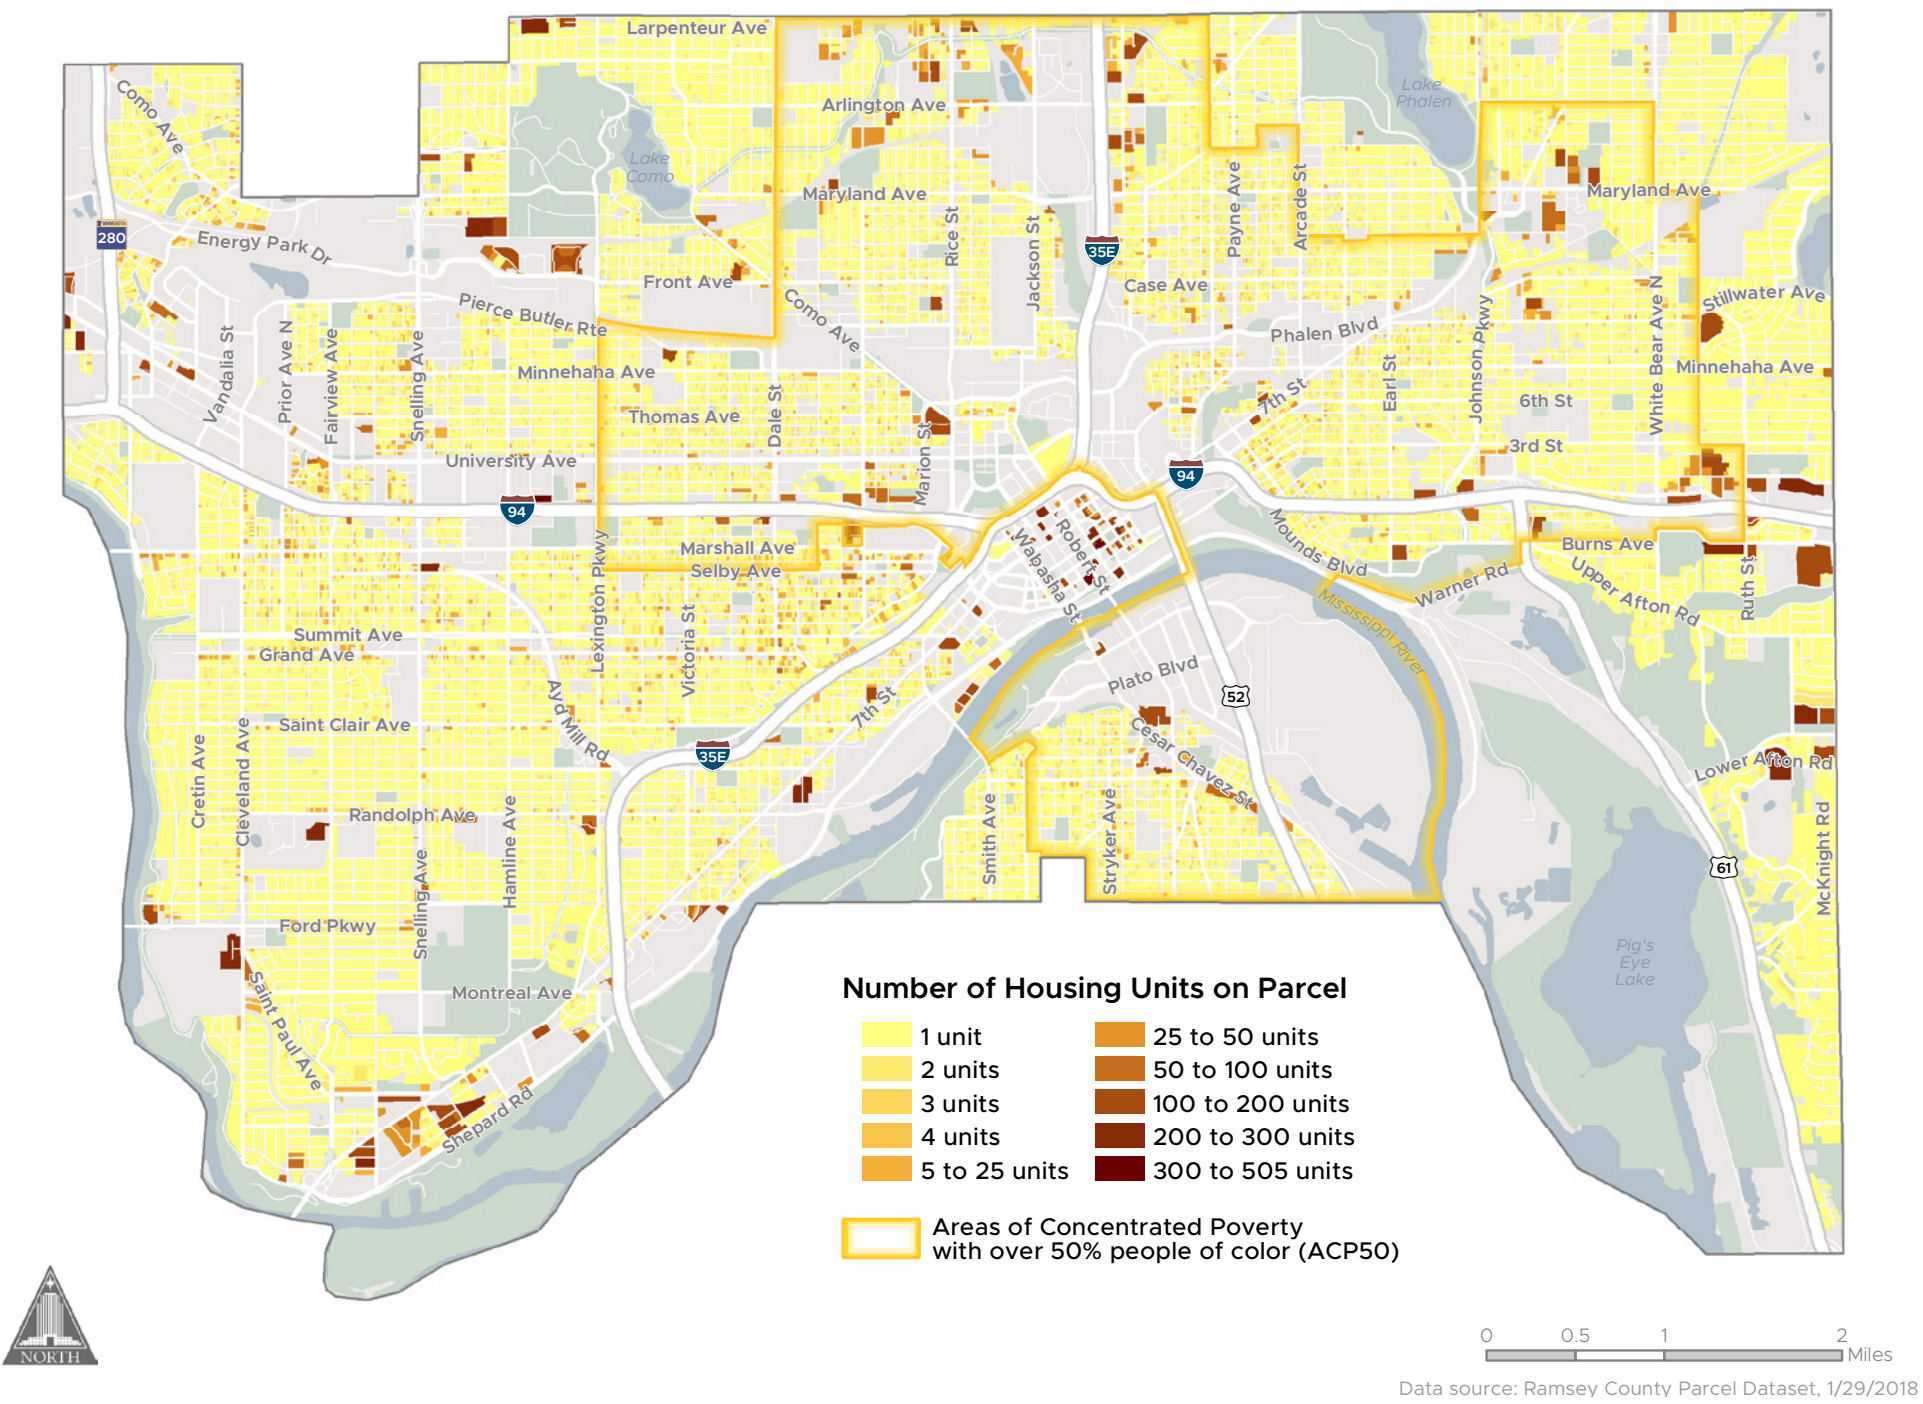 Larpenteur Ave
Como Ave
Lake
Phalen
Arlington Ave
Lake
Como
Maryland Ave
Maryland Ave
Payne Ave
Arcade St
Rice St
Jackson St
MINNESOTA
280
Energy Park Dr
35E
Front Ave
Case Ave
Stillwater Ave
Pierce Butler Rte
Como Ave
Phalen Blvd
Vandalia St
Prior Ave N
Fairview Ave
Snelling Ave
Johnson Pkwy
White Bear Ave N
Minnehaha Ave
Minnehaha Ave
Earl St
7th St
6th St
Thomas Ave
Dale St
Marion St
3rd St
University Ave
94
94
Marshall Ave
Selby Ave
Robert St
Wabasha St
Mounds Blvd
Burns Ave
Warner Rd
Upper Afton Rd
Ruth St
Mississippi River
Lexington Pkwy
Victoria St
Summit Ave
Grand Ave
Plato Blvd
52
Ayd Mill Rd
7th St
Saint Clair Ave
Cesar Chavez St
35E
Lower Afton Rd
Cretin Ave
Cleveland Ave
Randolph Ave
Hamline Ave
Smith Ave
Stryker Ave
McKnight Rd
61
Snelling Ave
Ford Pkwy
Pig's
Eye
Lake
Saint Paul Ave
Montreal Ave
Shepard Rd
Number of Housing Units on Parcel
1 unit
2 units
3 units
4 units
5 to 25 units
25 to 50 units
50 to 100 units
100 to 200 units
200 to 300 units
300 to 505 units
Areas of Concentrated Poverty
with over 50% people of color (ACP50)
NORTH
0 0.5 1 2
Miles
Data source: Ramsey County Parcel Dataset, 1/29/2018